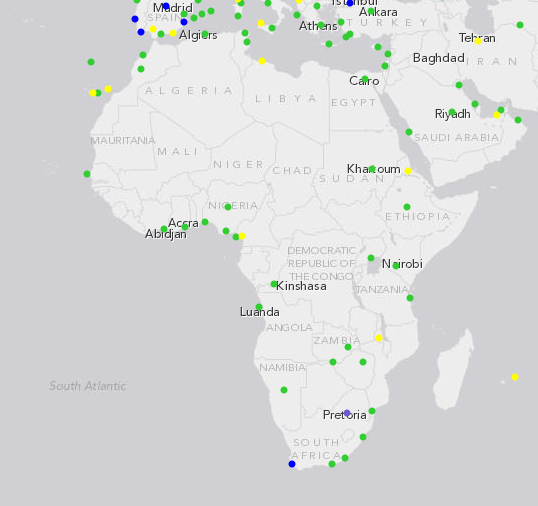 Istanbul
Madrid
Ankara
SPAIN
TURKEY
Athens
Algiers
Tehran
Baghdad
IRAN
Cairo
ALGERIA
LIBYA
EGYPT
Riyadh
SAUDI ARABIA
MAURITANIA
MALI
NIGER
CHAD
Khartoum
SUDAN
NIGERIA
ETHIOPIA
Accra
Abidjan
DEMOCRATIC
REPUBLIC OF
THE CONGO
Nairobi
Kinshasa
TANZANIA
Luanda
ANGOLA
ZAMBIA
NAMIBIA
South Atlantic
Pretoria
SOUTH
AFRICA